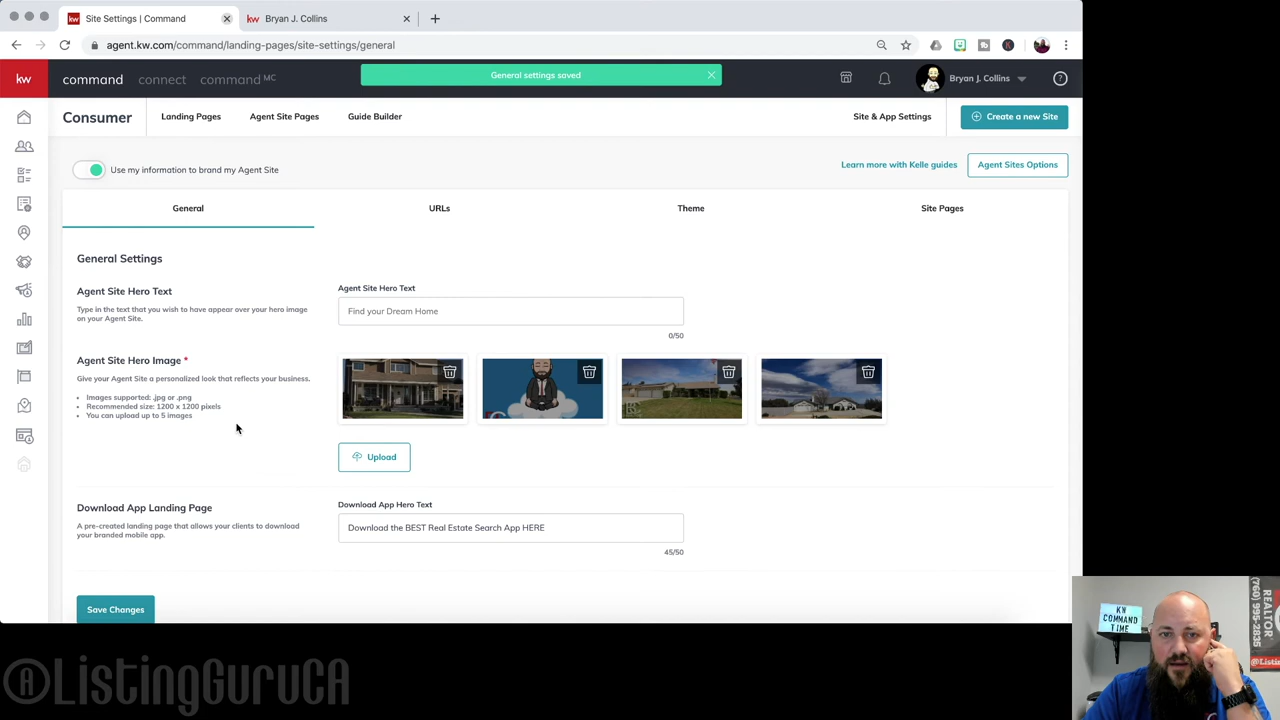 Site Settings | Command
kw Bryan J. Collins
agent.kw.com/command/landing-pages/site-settings/general
kw command connect command MC
General settings saved
Bryan J. Collins
Consumer
Landing Pages
Agent Site Pages
Guide Builder
Site & App Settings
Create a new Site
Use my information to brand my Agent Site
Learn more with Kelle guides
Agent Sites Options
General
URLs
Theme
Site Pages
General Settings
Agent Site Hero Text
Type in the text that you wish to have appear over your hero image
on your Agent Site.
Agent Site Hero Text
Find your Dream Home
0/50
Agent Site Hero Image *
Give your Agent Site a personalized look that reflects your business.
• Images supported: .jpg or .png
• Recommended size: 1200 x 1200 pixels
• You can upload up to 5 images
Upload
Download App Landing Page
A pre-created landing page that allows your clients to download
your branded mobile app.
Download App Hero Text
Download the BEST Real Estate Search App HERE
45/50
Save Changes
@ListingGuruCA
KW
COMMAND
TIME
REALTOR
(760) 995-2835